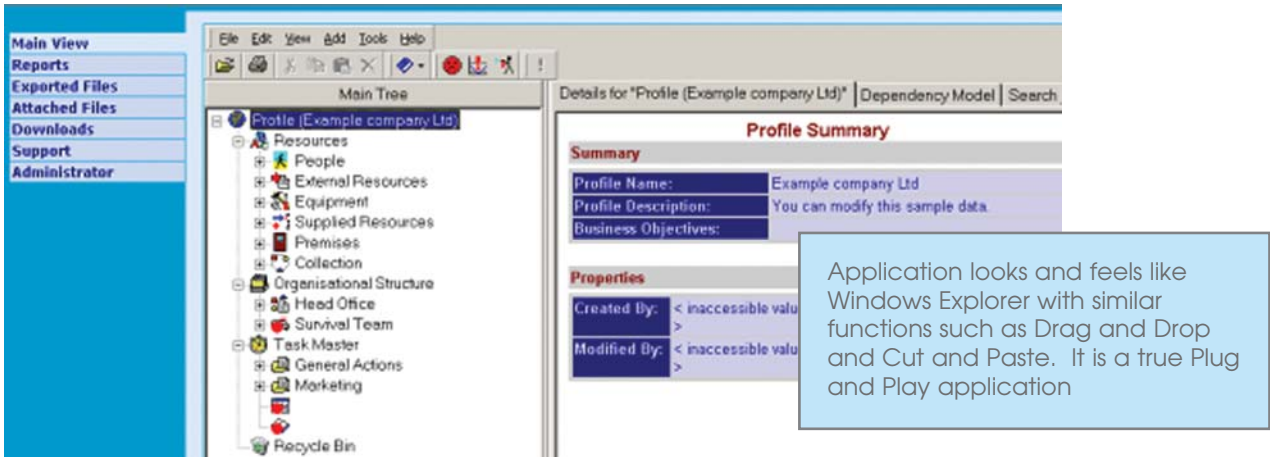 Main View
Reports
Exported Files
Attached Files
Downloads
Support
Administrator
File Edit View Add Tools Help
Main Tree
Profile (Example company Ltd)
Resources
People
External Resources
Equipment
Supplied Resources
Premises
Collection
Organisational Structure
Head Office
Survival Team
Task Master
General Actions
Marketing
Recycle Bin
Details for "Profile (Example company Ltd)" Dependency Model Search
Profile Summary
Summary
Profile Name: Example company Ltd
Profile Description: You can modify this sample data.
Business Objectives:
Properties
Created By: < inaccessible valu
>
Modified By: < inaccessible valu
>
Application looks and feels like
Windows Explorer with similar
functions such as Drag and Drop
and Cut and Paste. It is a true Plug
and Play application